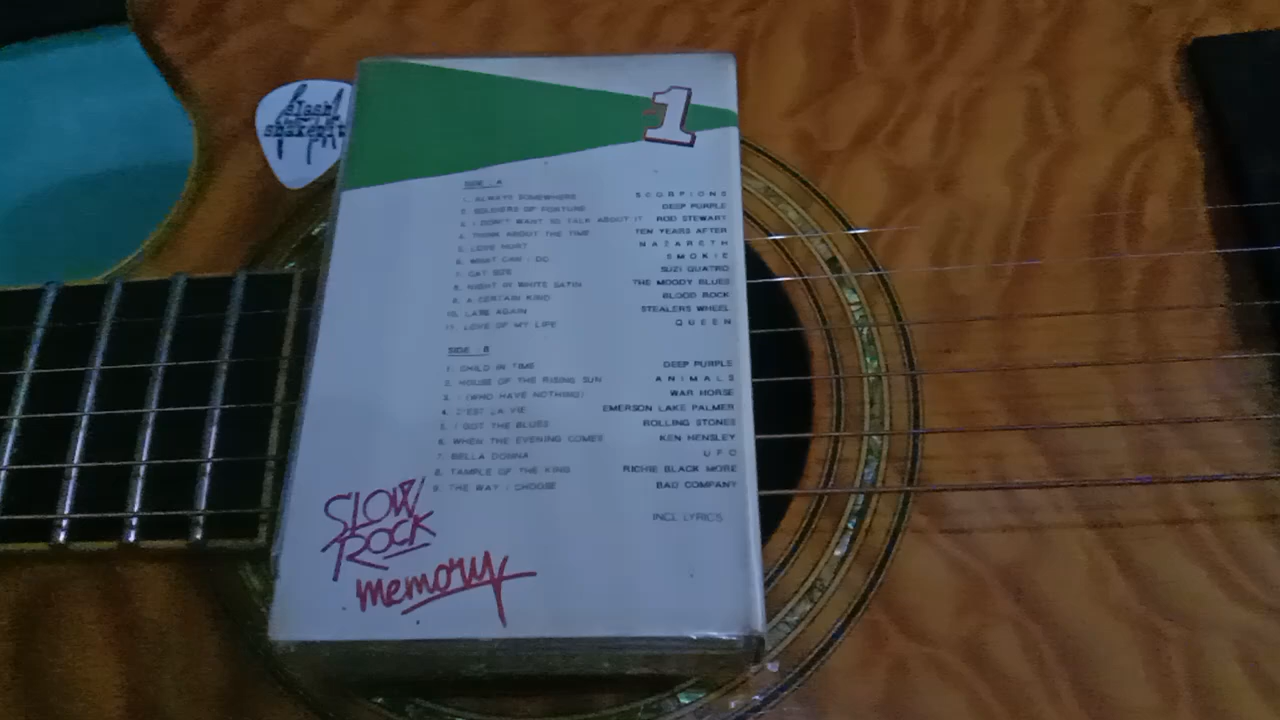 slash
snakepit
1
SIDE : A
1. ALWAYS SOMEWHERE SCORPIONS
2. SOLDIERS OF FORTUNE DEEP PURPLE
3. I DON'T WANT TO TALK ABOUT IT ROD STEWART
4. THINK ABOUT THE TIME TEN YEARS AFTER
5. LOVE HURT NAZARETH
6. WHAT CAN I DO SMOKIE
7. CAT SIZE SUZI QUATRO
8. NIGHT IN WHITE SATIN THE MOODY BLUES
9. A CERTAIN KIND BLOOD ROCK
10. LATE AGAIN STEALERS WHEEL
11. LOVE OF MY LIFE QUEEN
SIDE : B
1. CHILD IN TIME DEEP PURPLE
2. HOUSE OF THE RISING SUN ANIMALS
3. I (WHO HAVE NOTHING) WAR HORSE
4. C'EST LA VIE EMERSON LAKE PALMER
5. I GOT THE BLUES ROLLING STONES
6. WHEN THE EVENING COMES KEN HENSLEY
7. BELLA DONNA UFO
8. TAMPLE OF THE KING RICHIE BLACK MORE
9. THE WAY I CHOOSE BAD COMPANY
INCL. LYRICS
SLOW
ROCK
memory